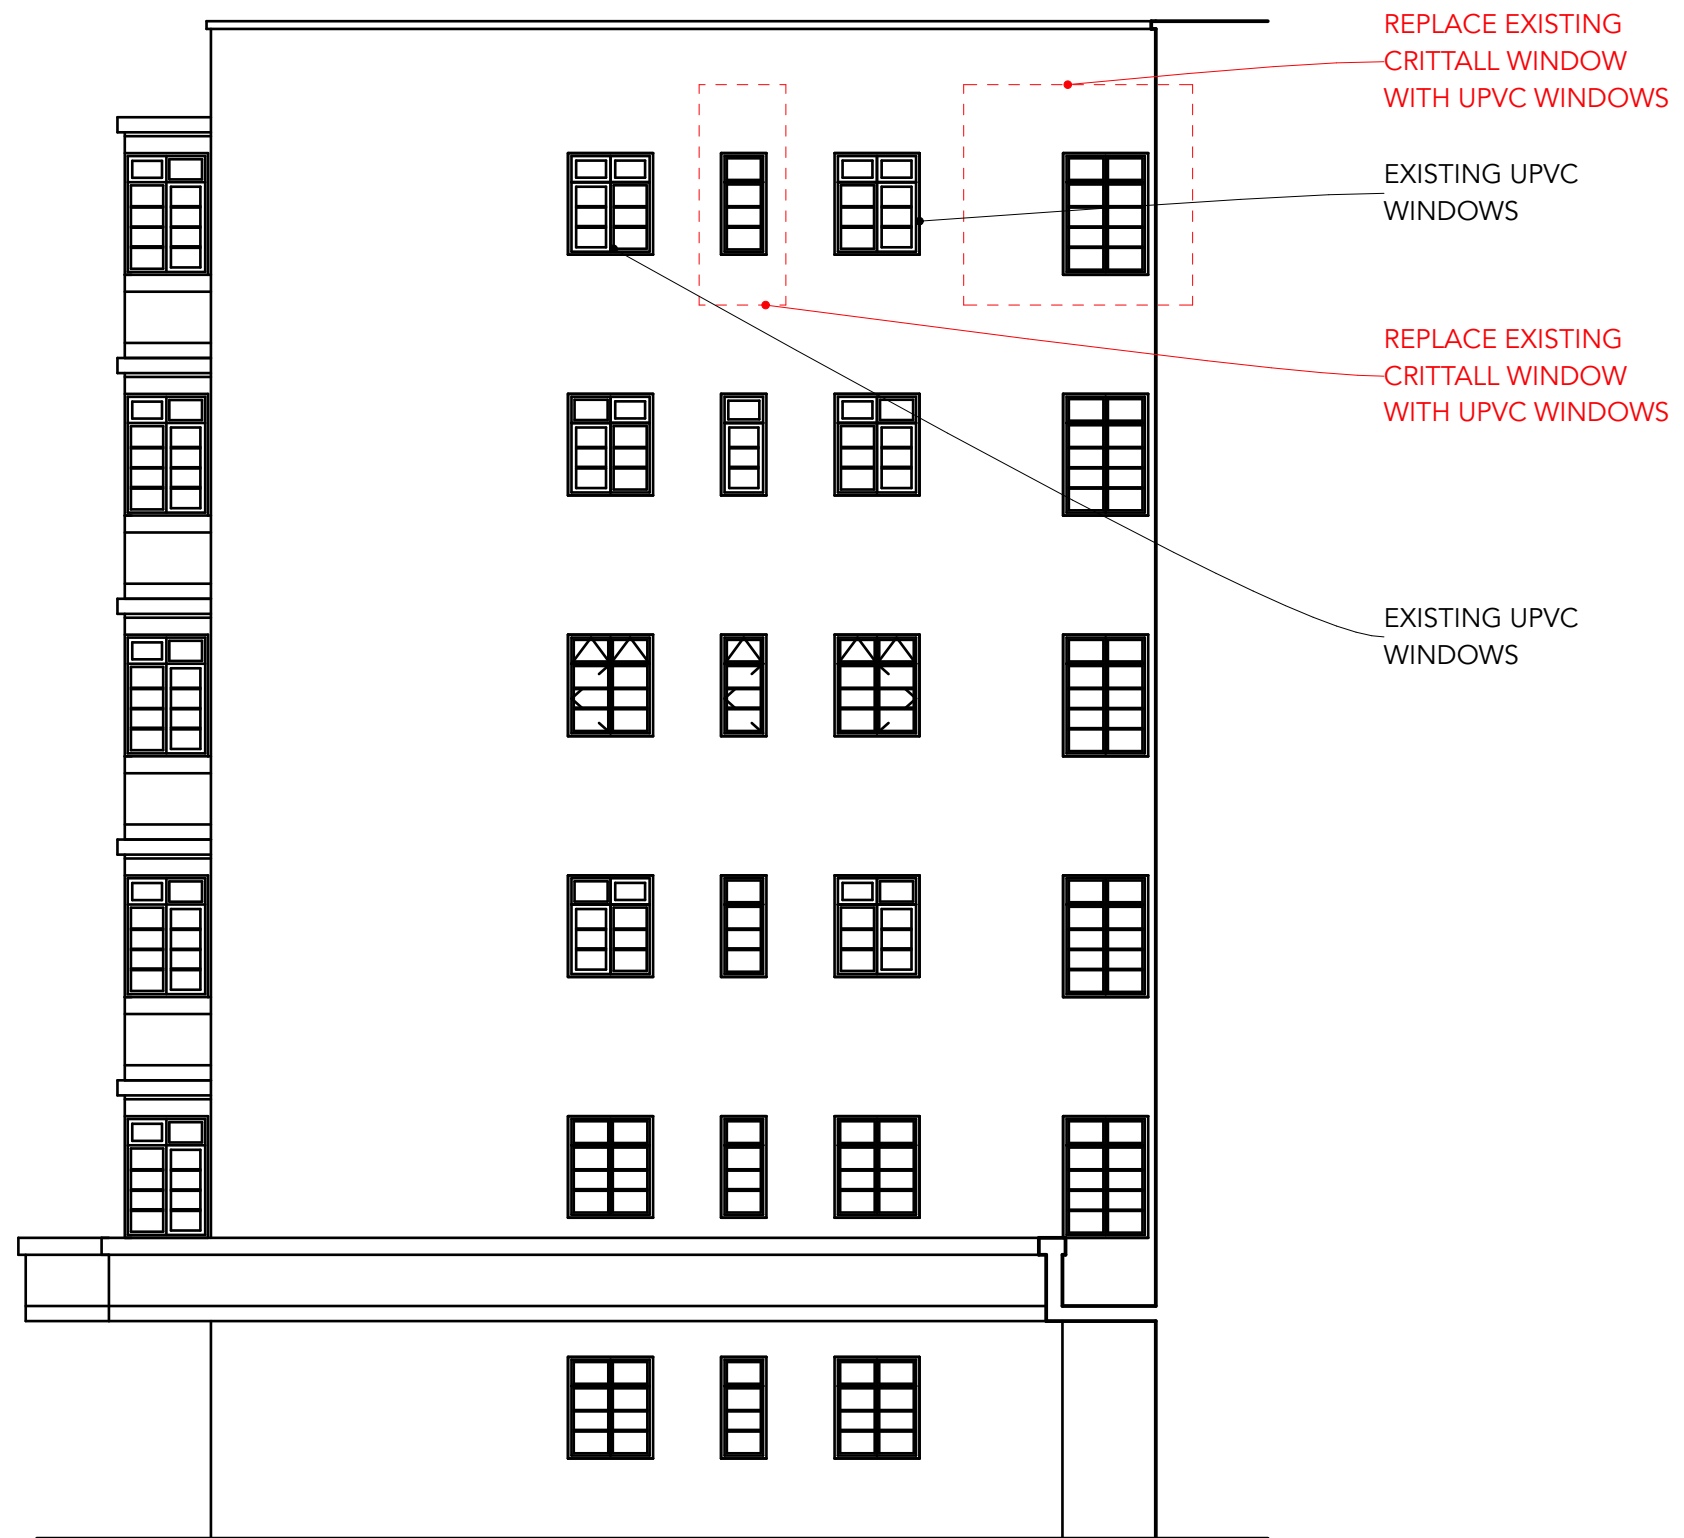 REPLACE EXISTING
CRITTALL WINDOW
WITH UPVC WINDOWS
EXISTING UPVC
WINDOWS
REPLACE EXISTING
CRITTALL WINDOW
WITH UPVC WINDOWS
EXISTING UPVC
WINDOWS